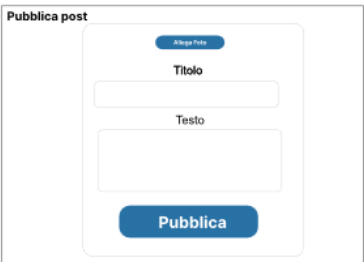 Pubblica post
Allega Foto
Titolo
Testo
Pubblica